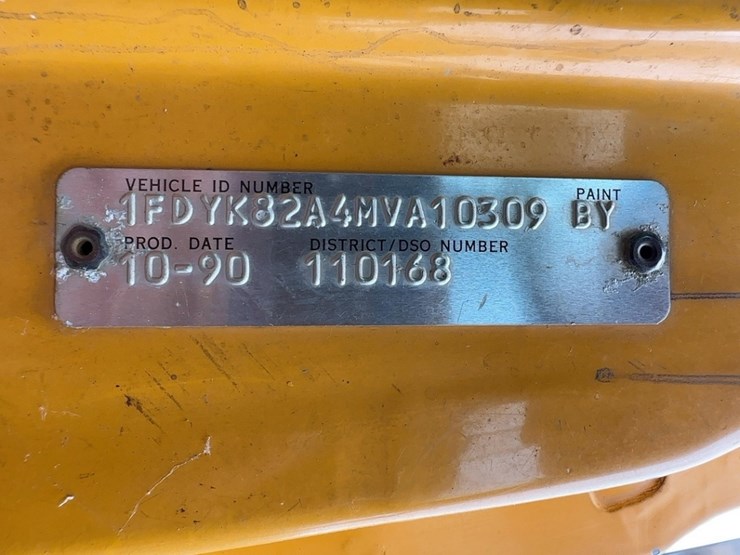 VEHICLE ID NUMBER PAINT
1FDYK82A4MVA10309 BY
PROD. DATE DISTRICT/DSO NUMBER
10-90 110168